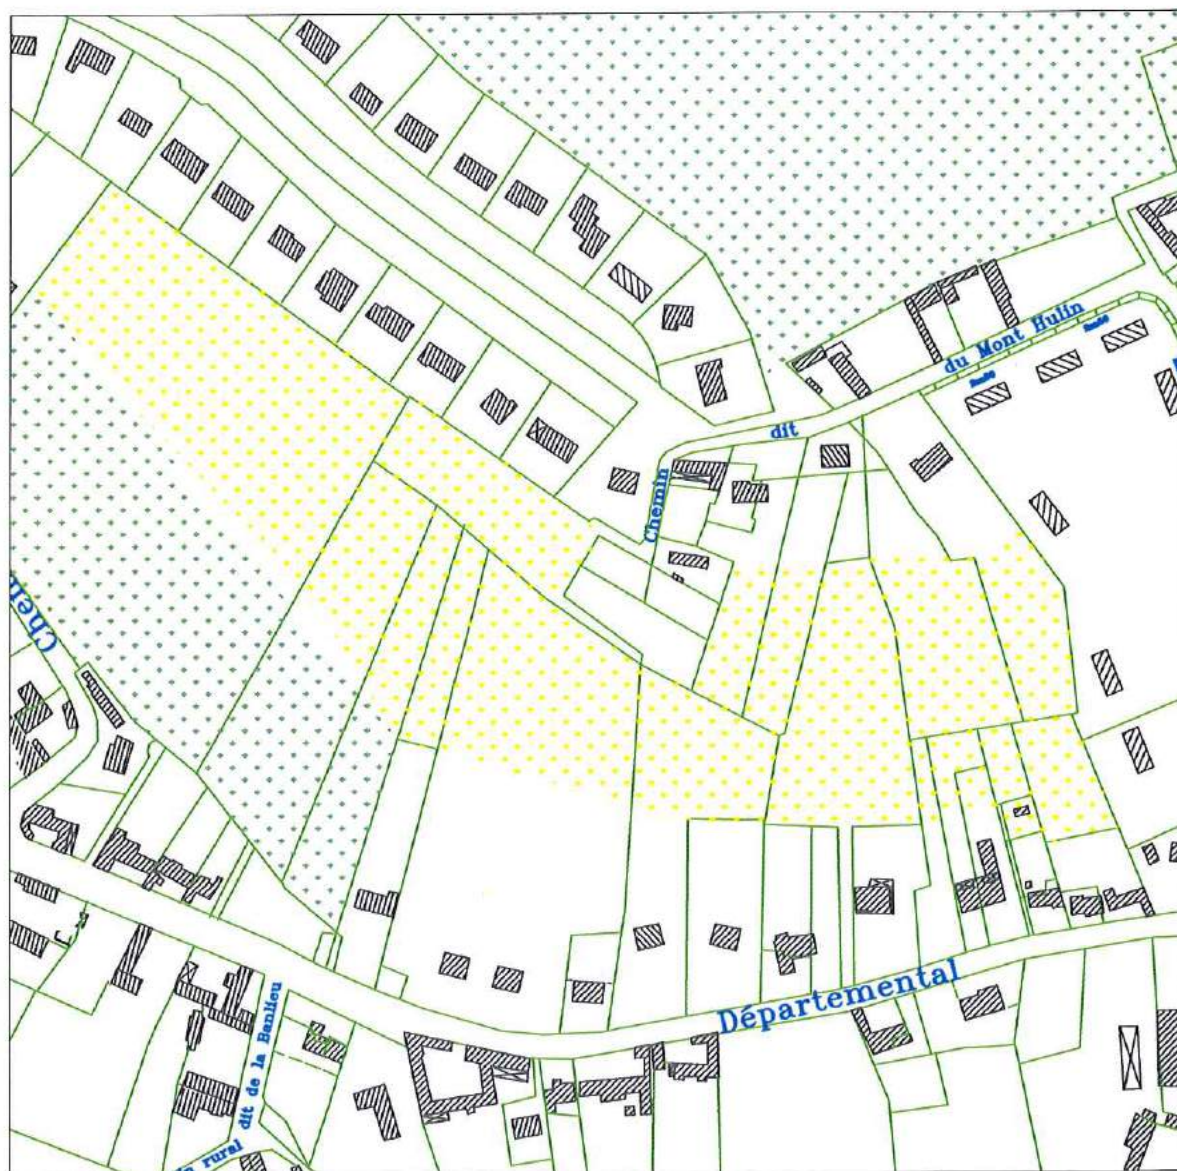 du Mont Hulin
dit
Chemin
Chem
Départemental
dit de la Banlieu
rural